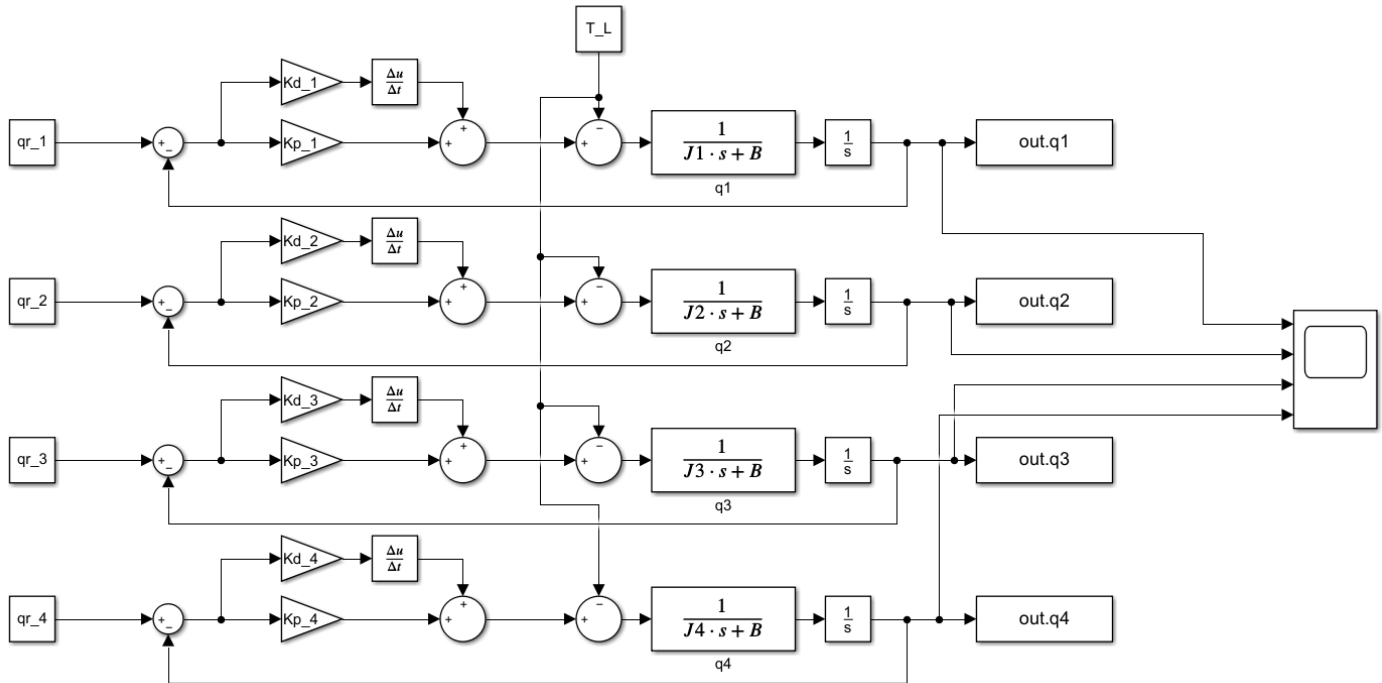 T_L
Kd_1
Δu
Δt
qr_1
+
−
Kp_1
+
+
+
−
1
J1 · s + B
q1
1
s
out.q1
Kd_2
Δu
Δt
qr_2
+
−
Kp_2
+
+
+
−
1
J2 · s + B
q2
1
s
out.q2
Kd_3
Δu
Δt
qr_3
+
−
Kp_3
+
+
+
−
1
J3 · s + B
q3
1
s
out.q3
Kd_4
Δu
Δt
qr_4
+
−
Kp_4
+
+
+
−
1
J4 · s + B
q4
1
s
out.q4